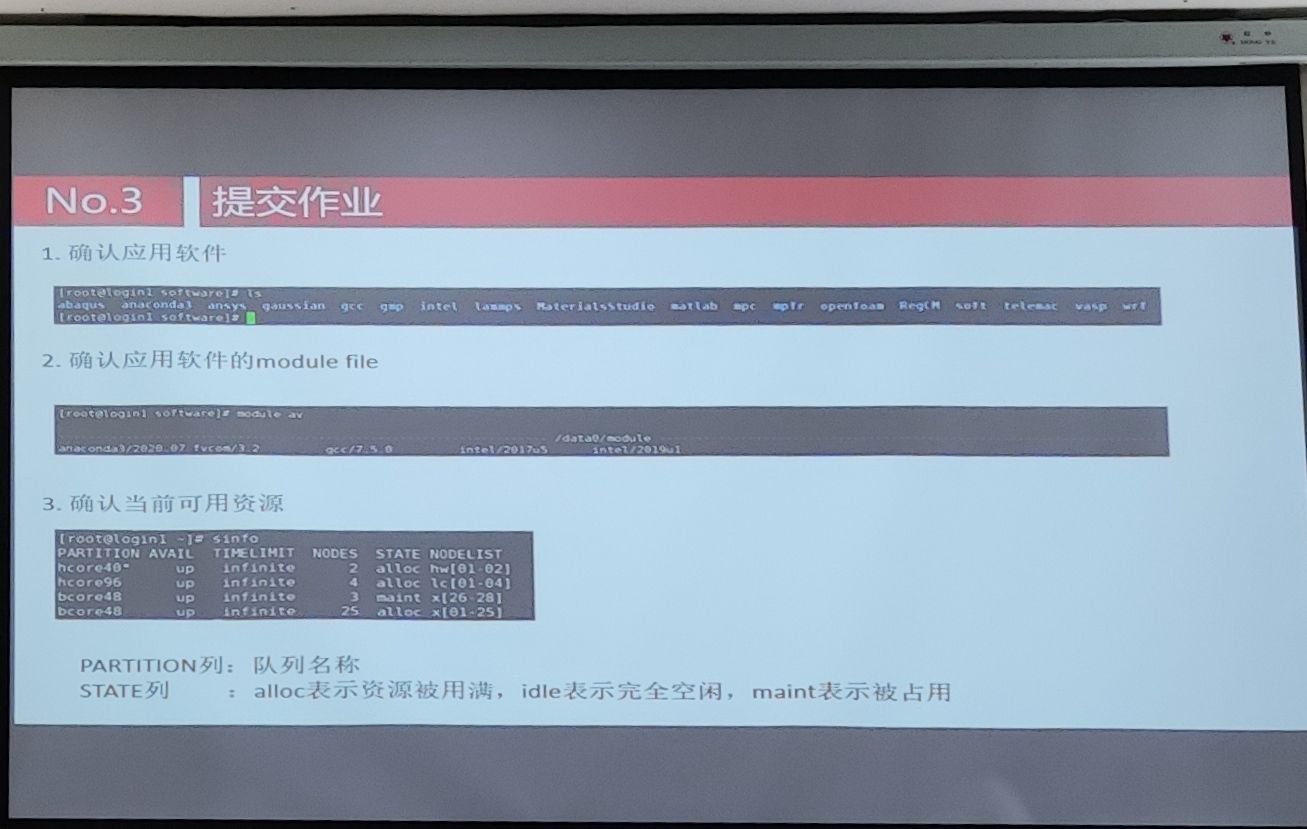 No.3 提交作业
1. 确认应用软件
[root@login1 software]# ls
abaqus anaconda3 ansys gaussian gcc gmp intel lammps MaterialsStudio matlab mpc mpfr openfoam RegCM soft telemac vasp wrf
[root@login1 software]#
2. 确认应用软件的module file
[root@login1 software]# module av
/data0/module
anaconda3/2020.07 fvcom/3.2 gcc/7.5.0 intel/2017u5 intel/2019u1
3. 确认当前可用资源
[root@login1 ~]# sinfo
PARTITION AVAIL TIMELIMIT NODES STATE NODELIST
hcore40* up infinite 2 alloc hw[01-02]
hcore96 up infinite 4 alloc lc[01-04]
bcore48 up infinite 3 maint x[26-28]
bcore48 up infinite 25 alloc x[01-25]
PARTITION列：队列名称
STATE列 ：alloc表示资源被用满，idle表示完全空闲，maint表示被占用